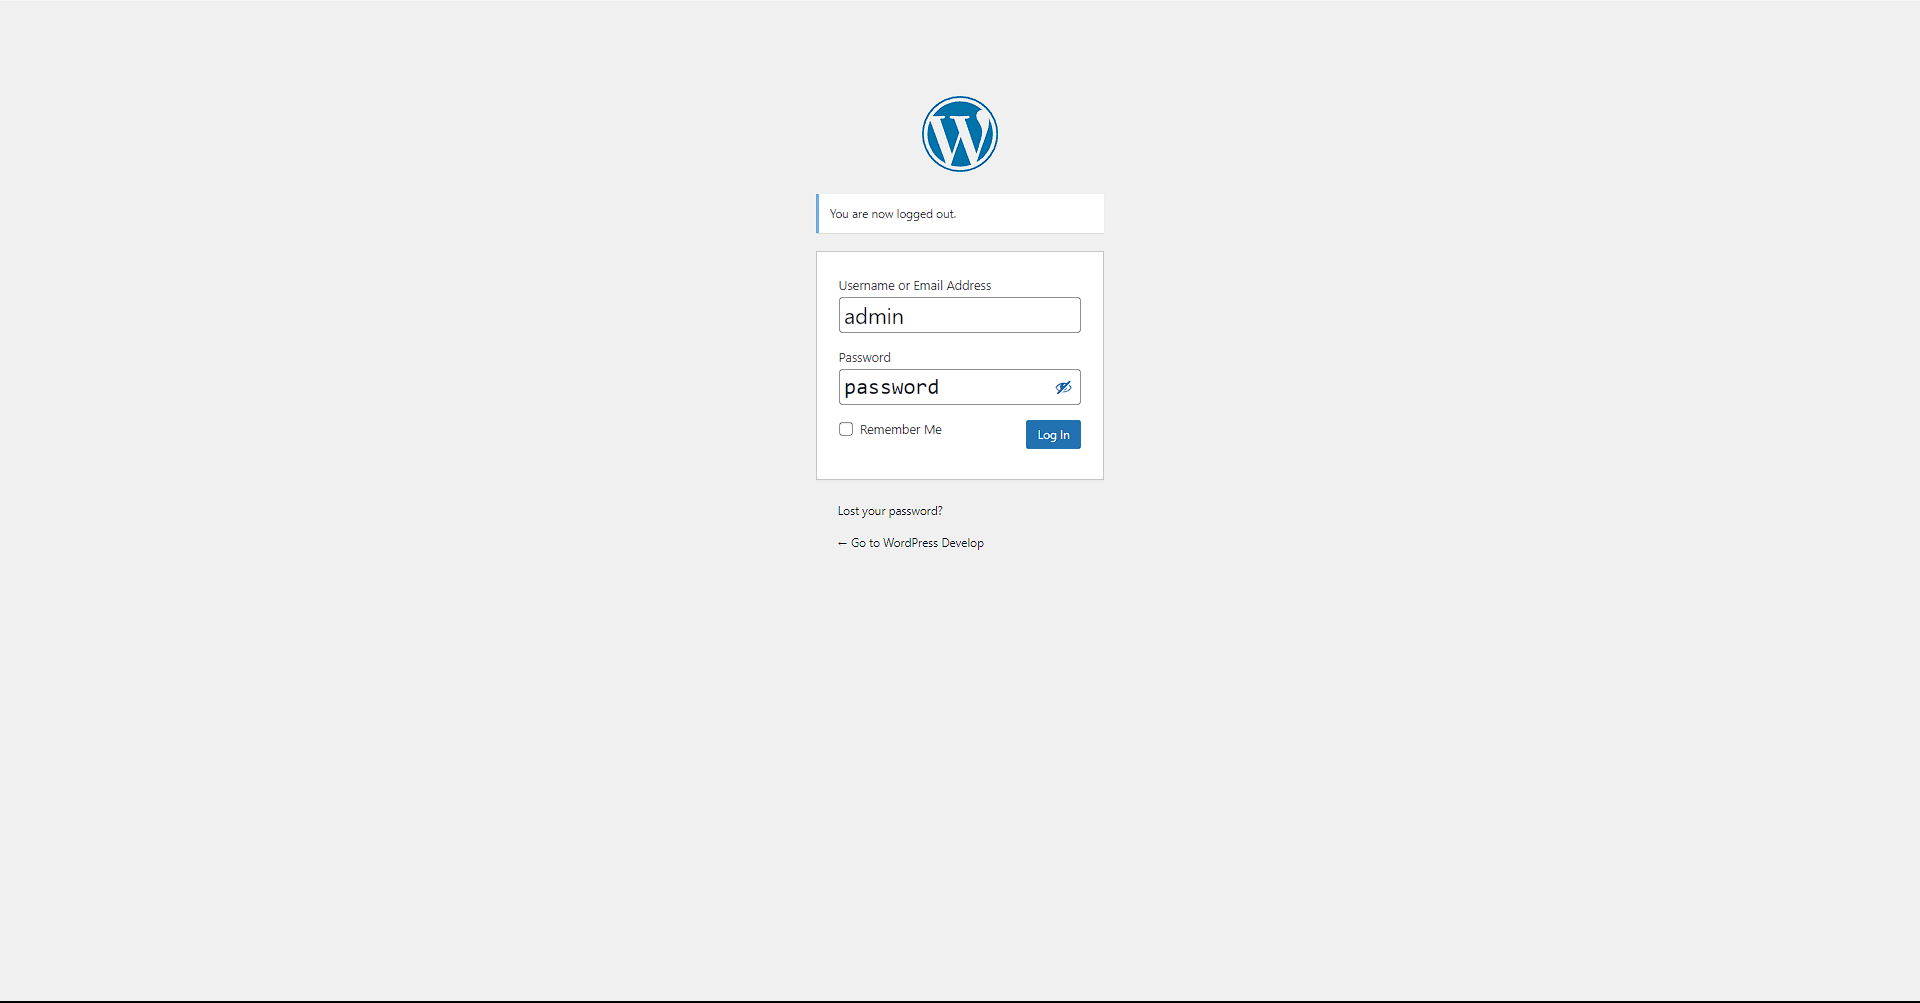 You are now logged out.
Username or Email Address
admin
Password
password
Remember Me
Log In
Lost your password?
← Go to WordPress Develop